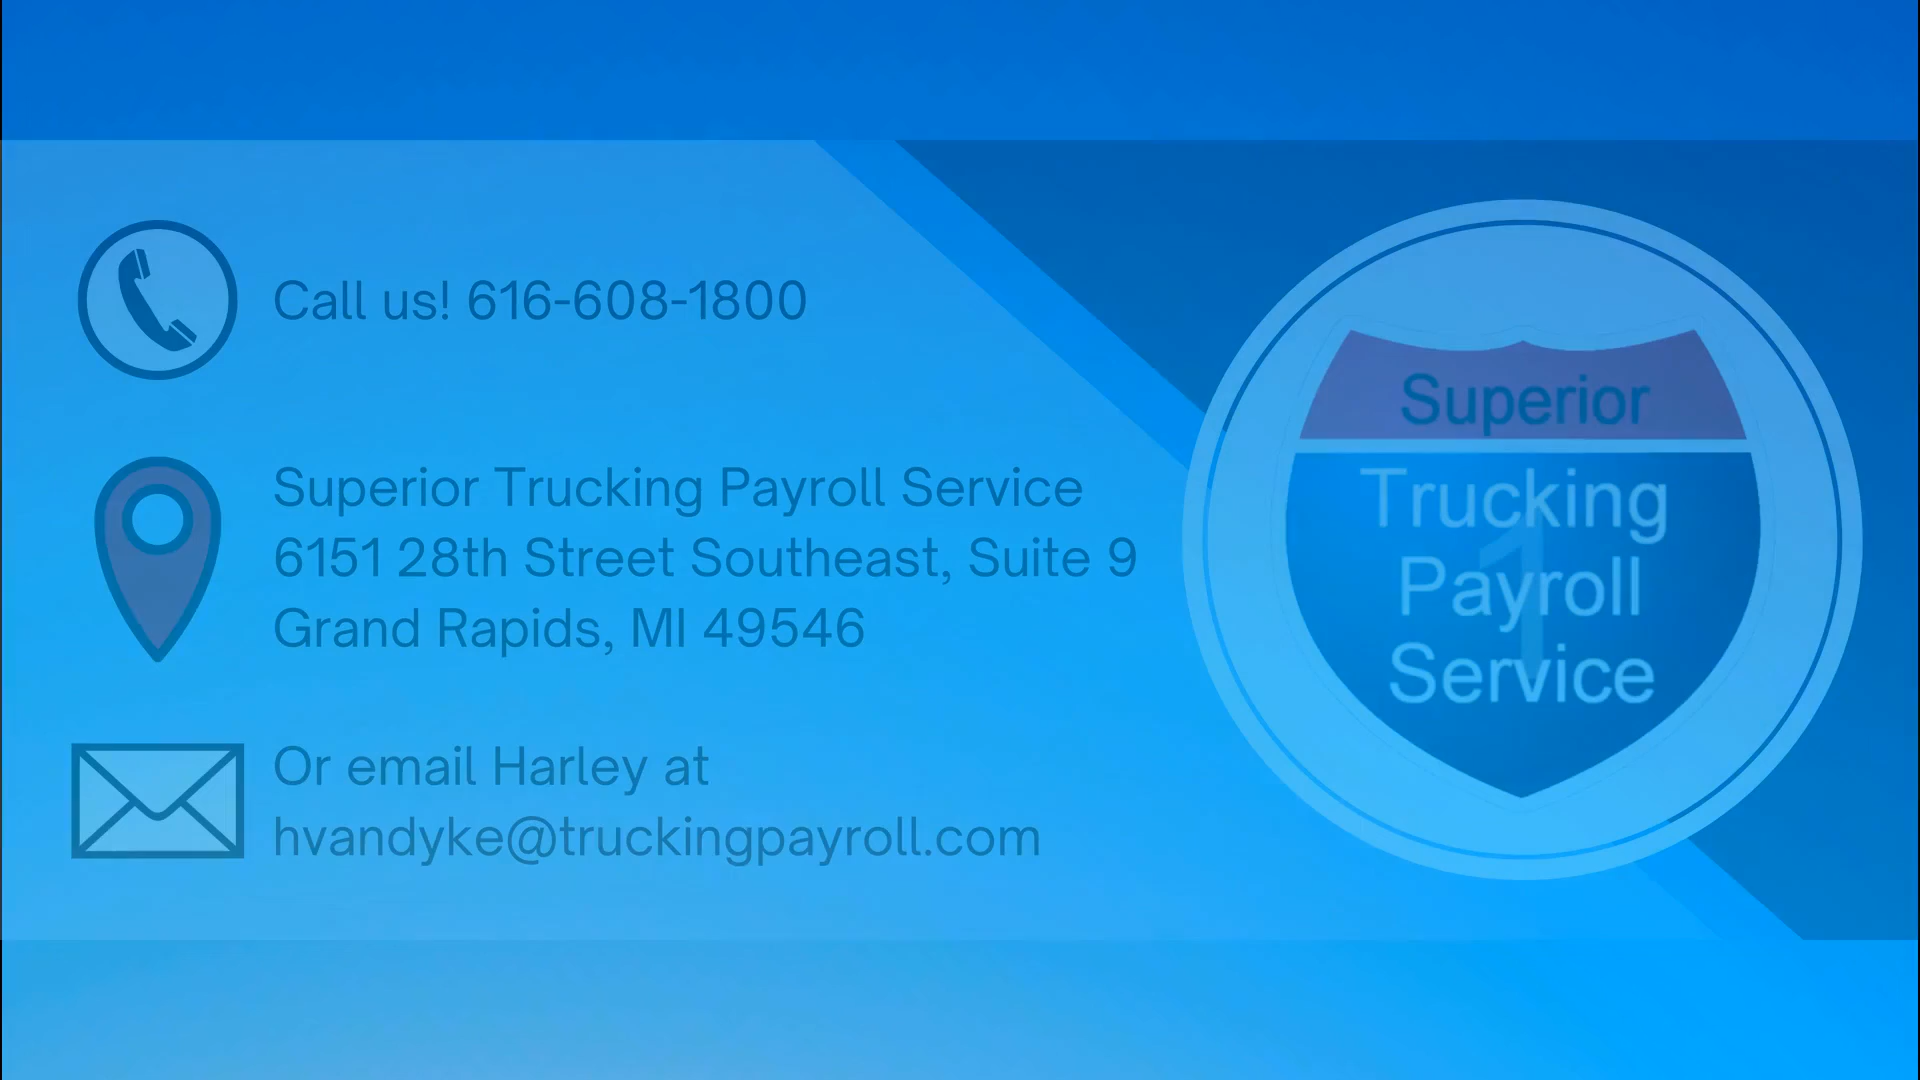 Call us! 616-608-1800
Superior Trucking Payroll Service
6151 28th Street Southeast, Suite 9
Grand Rapids, MI 49546
Or email Harley at
hvandyke@truckingpayroll.com
Superior
Trucking
Payroll
Service
1